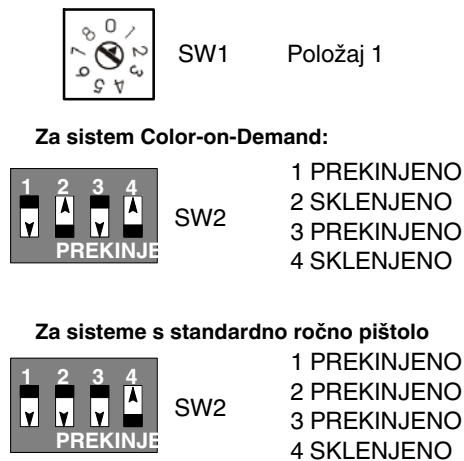 0 1 2 3 4 5 6 7 8
SW1
Položaj 1
Za sistem Color-on-Demand:
1 2 3 4
PREKINJE
SW2
1 PREKINJENO
2 SKLENJENO
3 PREKINJENO
4 SKLENJENO
Za sisteme s standardno ročno pištolo
1 2 3 4
PREKINJE
SW2
1 PREKINJENO
2 PREKINJENO
3 PREKINJENO
4 SKLENJENO